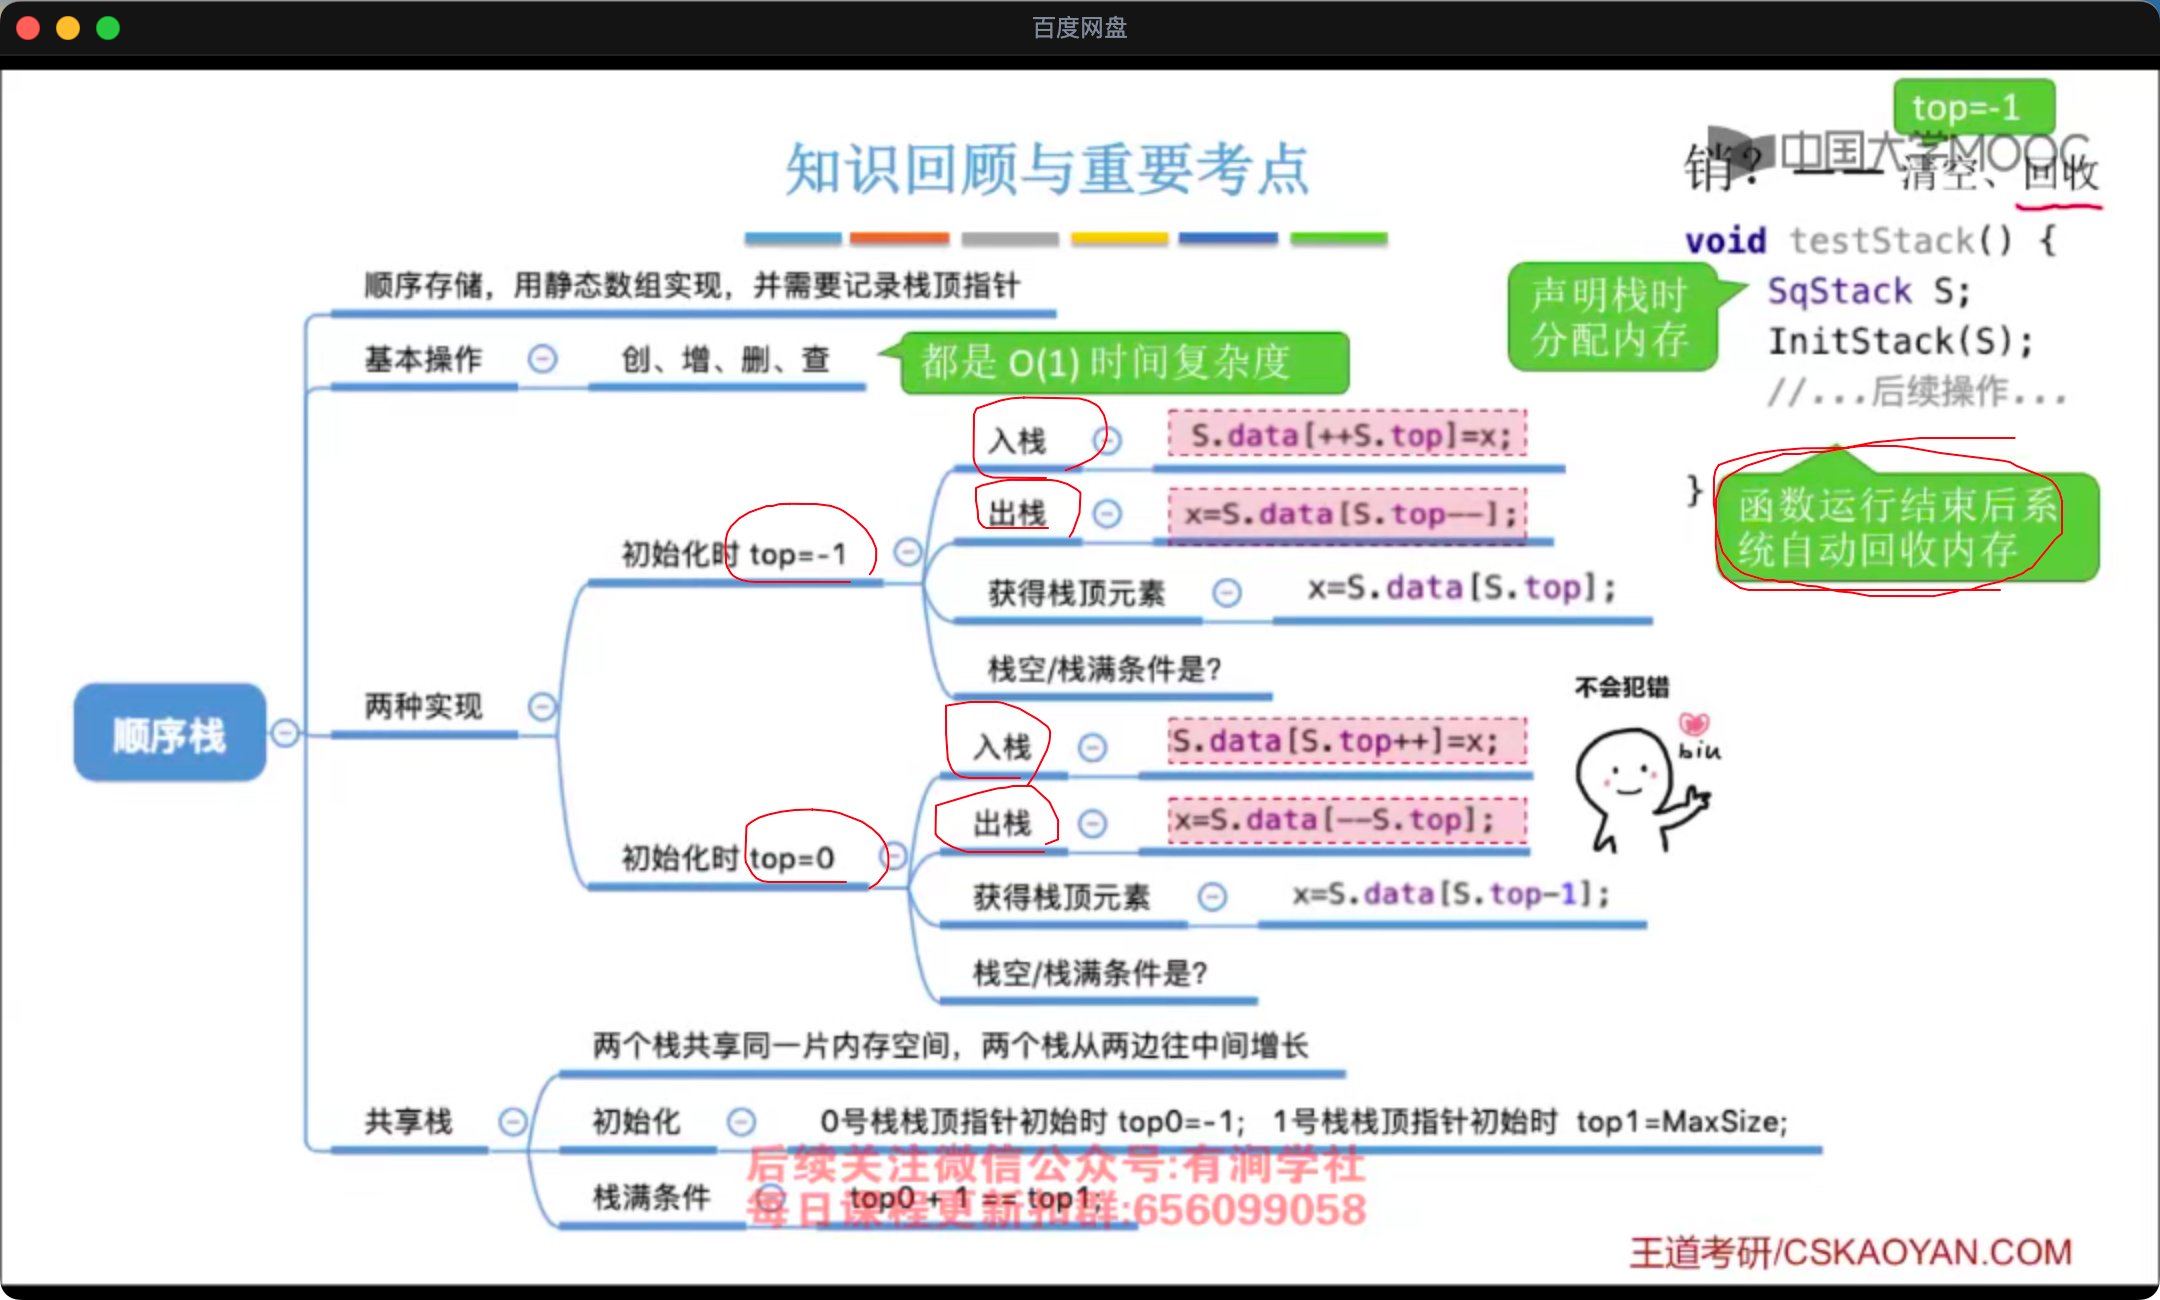 百度网盘
top=-1
中国大学MOOC
销？——清空、回收
知识回顾与重要考点
void testStack() {
SqStack S;
InitStack(S);
//...后续操作...
}
声明栈时
分配内存
函数运行结束后系
统自动回收内存
顺序栈
顺序存储，用静态数组实现，并需要记录栈顶指针
基本操作
创、增、删、查
都是 O(1) 时间复杂度
两种实现
初始化时 top=-1
入栈
S.data[++S.top]=x;
出栈
x=S.data[S.top--];
获得栈顶元素
x=S.data[S.top];
栈空/栈满条件是?
初始化时 top=0
入栈
S.data[S.top++]=x;
出栈
x=S.data[--S.top];
获得栈顶元素
x=S.data[S.top-1];
栈空/栈满条件是?
不会犯错
biu
共享栈
两个栈共享同一片内存空间，两个栈从两边往中间增长
初始化
0号栈栈顶指针初始时 top0=-1; 1号栈栈顶指针初始时 top1=MaxSize;
栈满条件
top0 + 1 == top1;
后续关注微信公众号:有涧学社
每日课程更新扣群:656099058
王道考研/CSKAOYAN.COM